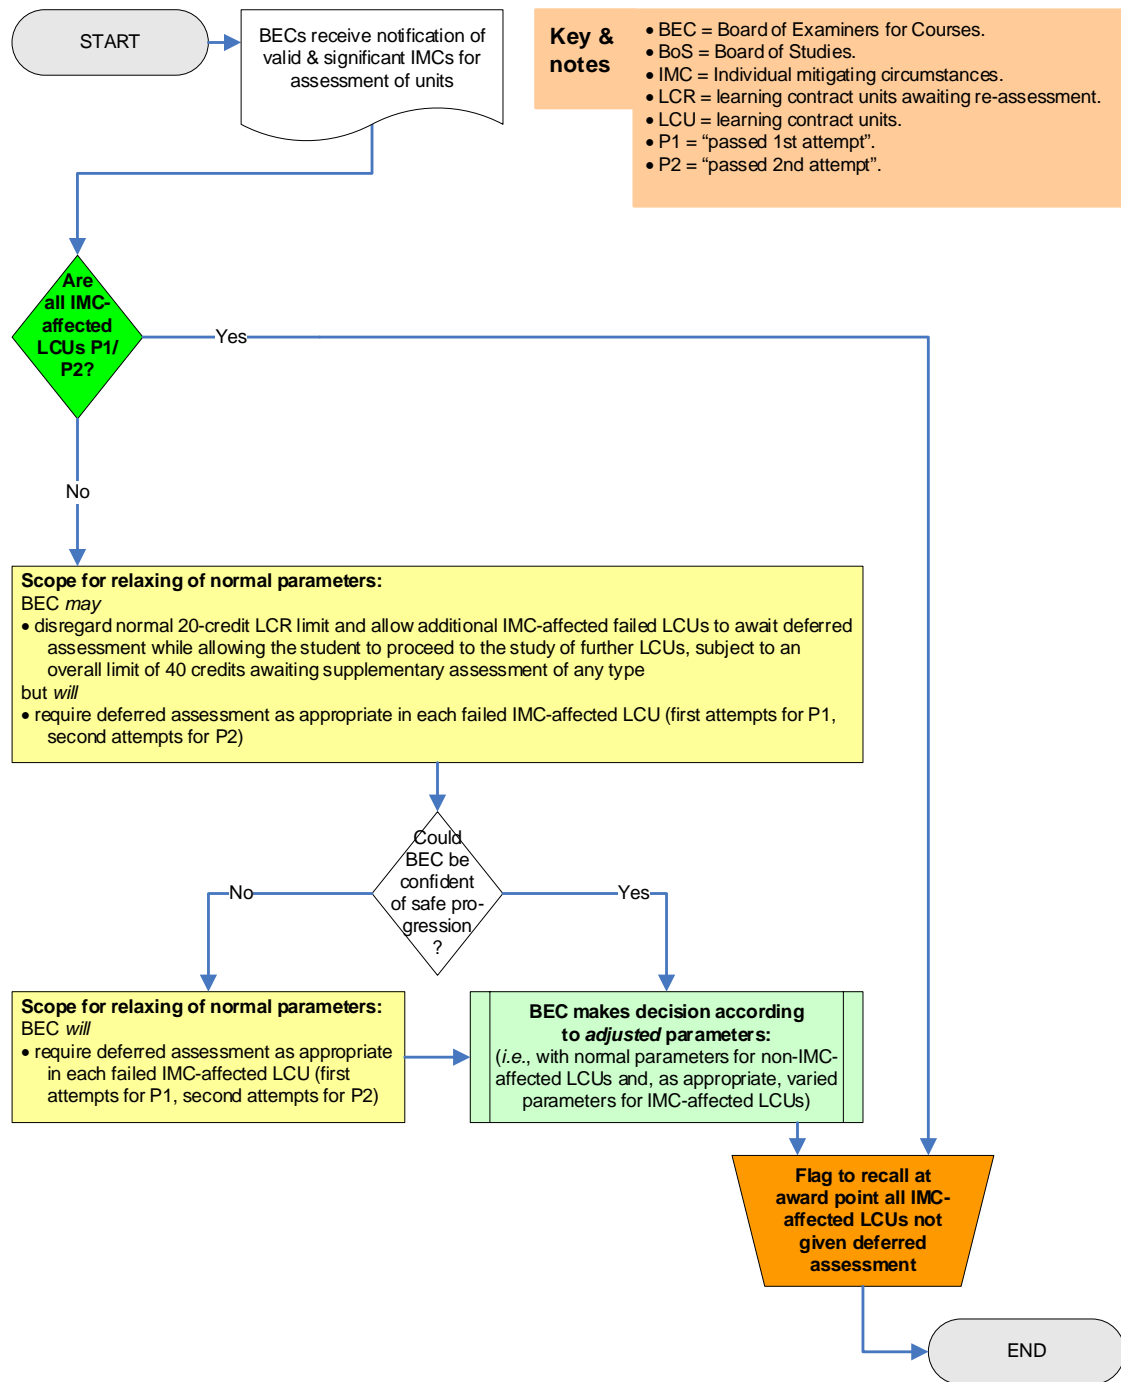 START
BECs receive notification of
valid & significant IMCs for
assessment of units
Key &
notes
• BEC = Board of Examiners for Courses.
• BoS = Board of Studies.
• IMC = Individual mitigating circumstances.
• LCR = learning contract units awaiting re-assessment.
• LCU = learning contract units.
• P1 = “passed 1st attempt”.
• P2 = “passed 2nd attempt”.
Are
all IMC-
affected
LCUs P1/
P2?
Yes
No
Scope for relaxing of normal parameters:
BEC may
• disregard normal 20-credit LCR limit and allow additional IMC-affected failed LCUs to await deferred
assessment while allowing the student to proceed to the study of further LCUs, subject to an
overall limit of 40 credits awaiting supplementary assessment of any type
but will
• require deferred assessment as appropriate in each failed IMC-affected LCU (first attempts for P1,
second attempts for P2)
Could
BEC be
confident
of safe pro-
gression
?
No
Yes
Scope for relaxing of normal parameters:
BEC will
• require deferred assessment as appropriate
in each failed IMC-affected LCU (first
attempts for P1, second attempts for P2)
BEC makes decision according
to adjusted parameters:
(i.e., with normal parameters for non-IMC-
affected LCUs and, as appropriate, varied
parameters for IMC-affected LCUs)
Flag to recall at
award point all IMC-
affected LCUs not
given deferred
assessment
END